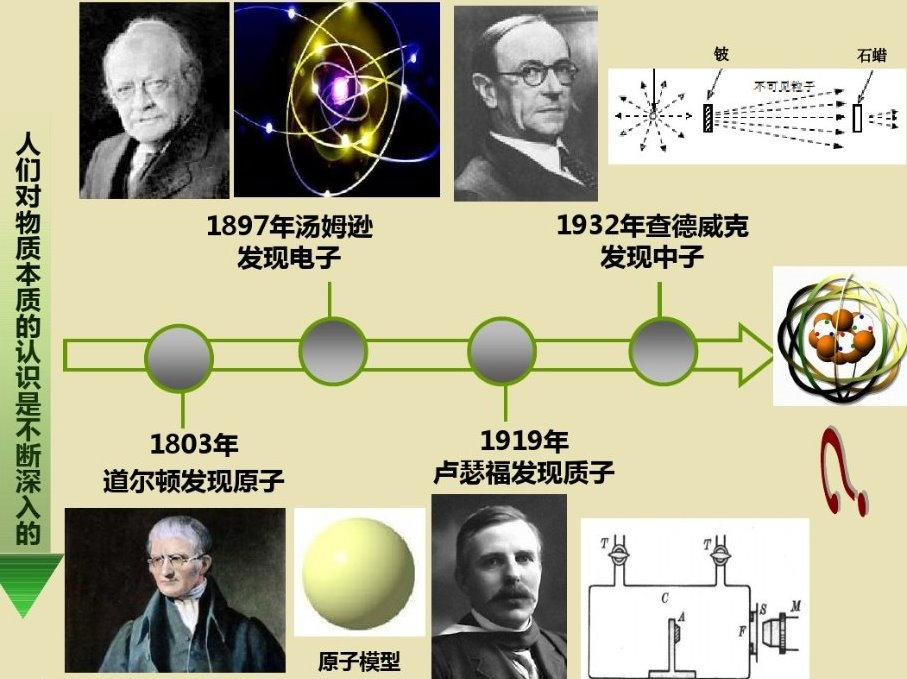 人们对物质本质的认识是不断深入的
1897年汤姆逊
发现电子
1932年查德威克
发现中子
铍
石蜡
不可见粒子
1803年
道尔顿发现原子
1919年
卢瑟福发现质子
原子模型
T
T
C
A
S
F
M
?